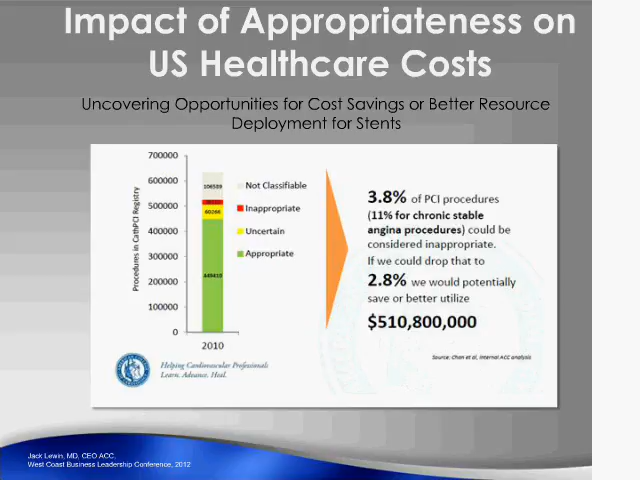 Impact of Appropriateness on
US Healthcare Costs
Uncovering Opportunities for Cost Savings or Better Resource
Deployment for Stents
700000
600000
500000
400000
300000
200000
100000
0
Procedures in CathPCI Registry
106589
2010
Not Classifiable
Inappropriate
Uncertain
Appropriate
3.8% of PCI procedures
(11% for chronic stable
angina procedures) could be
considered inappropriate.
If we could drop that to
2.8% we would potentially
save or better utilize
$510,800,000
Source: Chan et al, Internal ACC analysis
Helping Cardiovascular Professionals
Learn. Advance. Heal.
Jack Lewin, MD, CEO ACC,
West Coast Business Leadership Conference, 2012